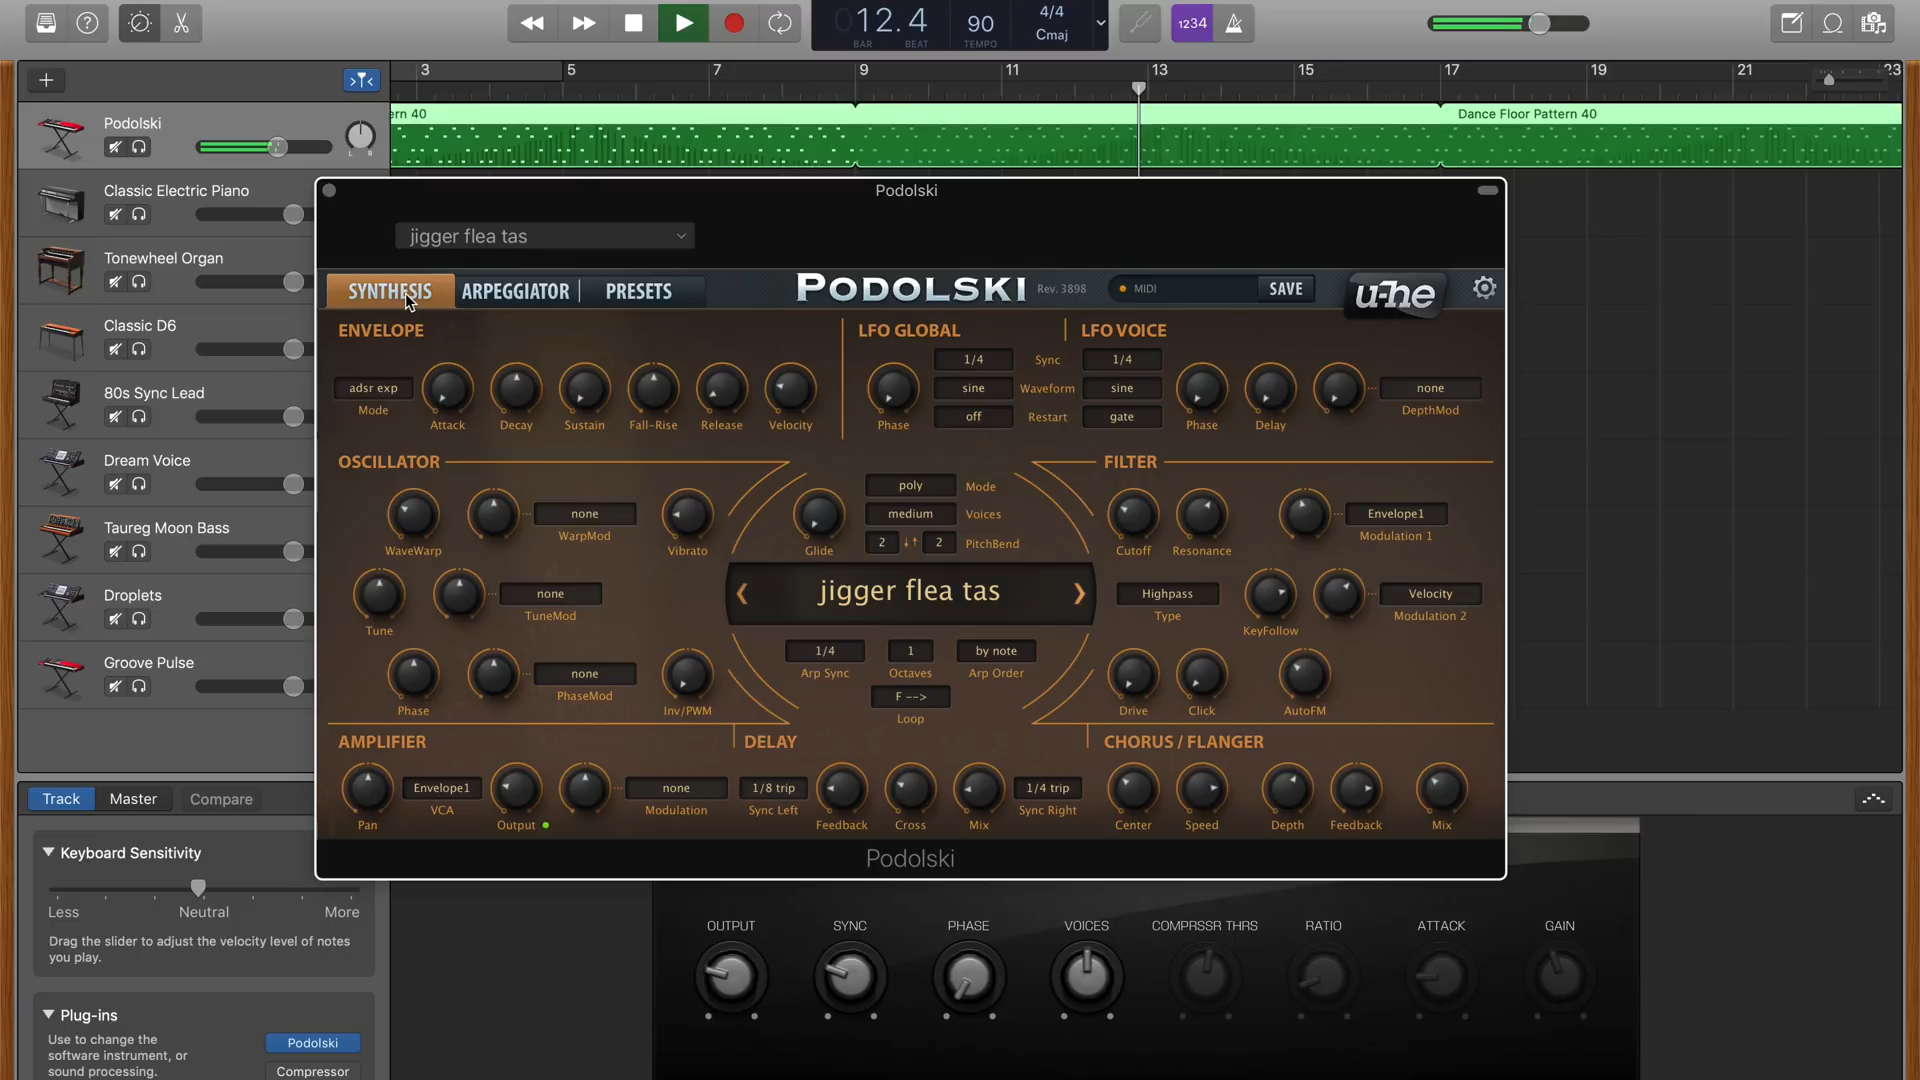 012.4
BAR BEAT
90
TEMPO
4/4
Cmaj
1234
3 5 7 9 11 13 15 17 19 21 23
ern 40
Dance Floor Pattern 40
Podolski
L R
Classic Electric Piano
Tonewheel Organ
Classic D6
80s Sync Lead
Dream Voice
Taureg Moon Bass
Droplets
Groove Pulse
Podolski
jigger flea tas
SYNTHESIS ARPEGGIATOR PRESETS
PODOLSKI Rev. 3898
MIDI SAVE
u-he
ENVELOPE
adsr exp
Mode
Attack Decay Sustain Fall-Rise Release Velocity
LFO GLOBAL LFO VOICE
1/4 Sync 1/4
sine Waveform sine
off Restart gate
Phase
Phase Delay
none
DepthMod
OSCILLATOR
none
WaveWarp WarpMod Vibrato
none
Tune TuneMod
none
Phase PhaseMod Inv/PWM
poly Mode
medium Voices
2 2 PitchBend
Glide
jigger flea tas
1/4 1 by note
Arp Sync Octaves Arp Order
F -->
Loop
FILTER
Envelope1
Cutoff Resonance Modulation 1
Highpass Velocity
Type KeyFollow Modulation 2
Drive Click AutoFM
AMPLIFIER
Envelope1 none
VCA Modulation
Pan Output
DELAY
1/8 trip 1/4 trip
Sync Left Sync Right
Feedback Cross Mix
CHORUS / FLANGER
Center Speed Depth Feedback Mix
Podolski
Track Master Compare
Keyboard Sensitivity
Less Neutral More
Drag the slider to adjust the velocity level of notes
you play.
Plug-ins
Use to change the
software instrument, or
sound processing.
Podolski
Compressor
OUTPUT SYNC PHASE VOICES COMPRSSR THRS RATIO ATTACK GAIN